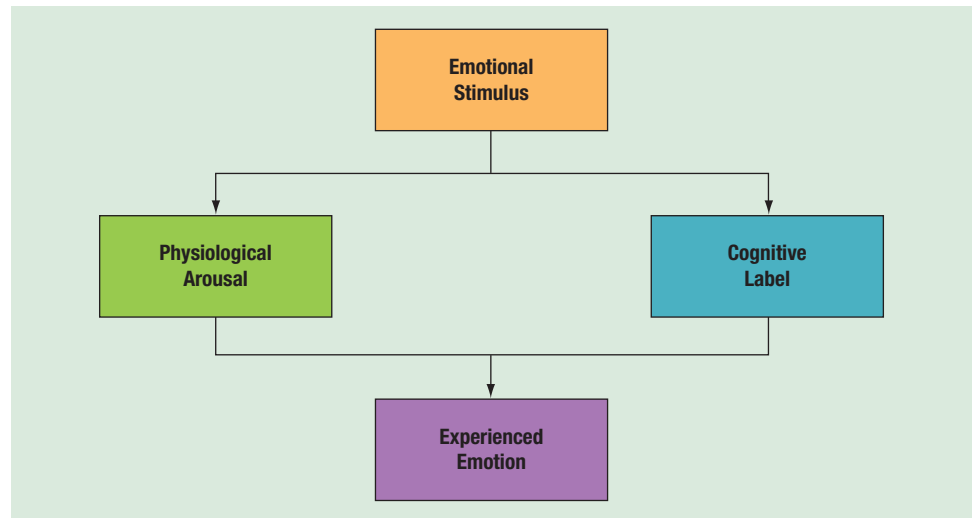 Emotional
Stimulus
Physiological
Arousal
Cognitive
Label
Experienced
Emotion